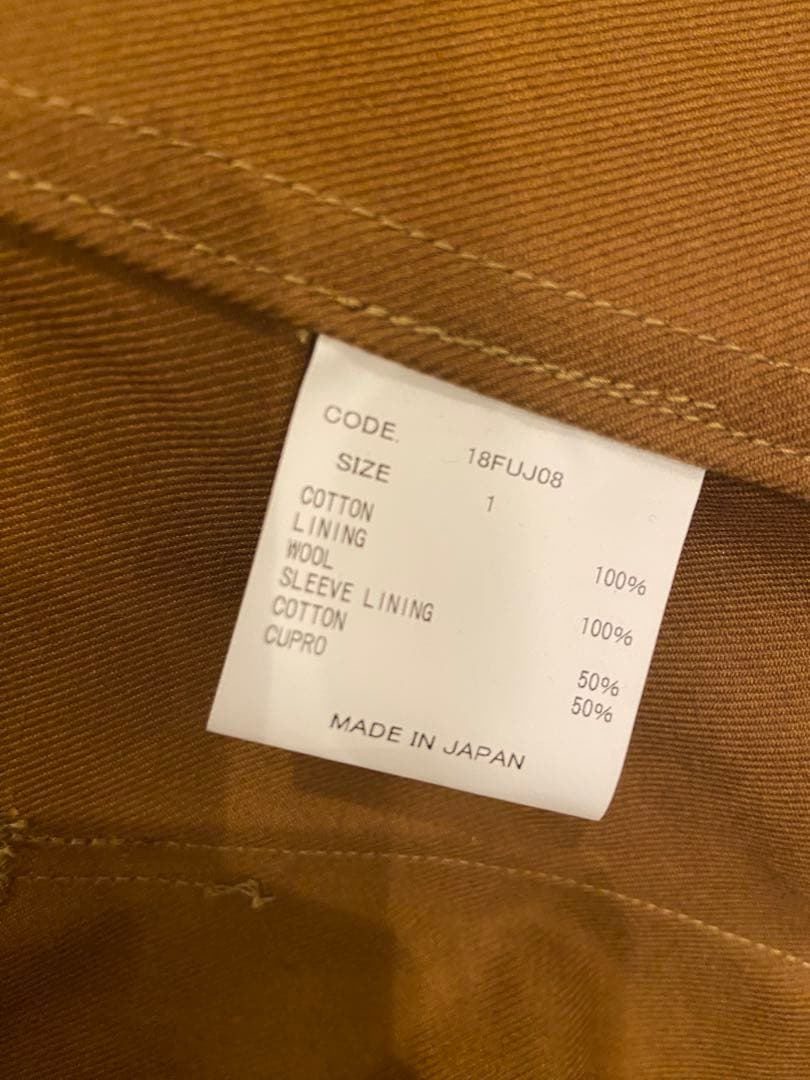 CODE. 18FUJ08
SIZE 1
COTTON 100%
LINING
WOOL 100%
SLEEVE LINING
COTTON 50%
CUPRO 50%
MADE IN JAPAN